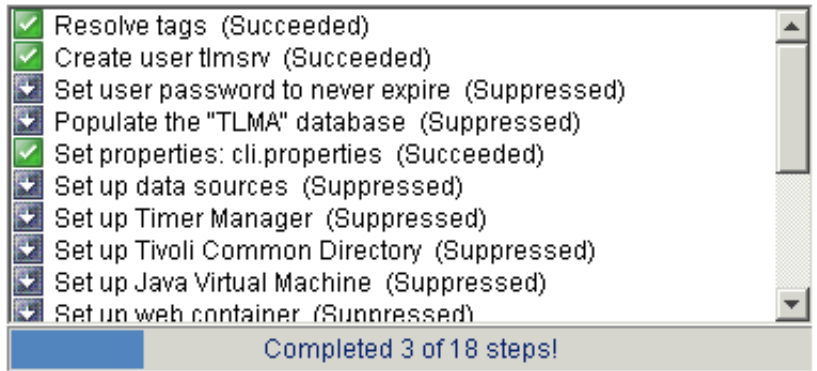 Resolve tags (Succeeded)
Create user tlmsrv (Succeeded)
Set user password to never expire (Suppressed)
Populate the "TLMA" database (Suppressed)
Set properties: cli.properties (Succeeded)
Set up data sources (Suppressed)
Set up Timer Manager (Suppressed)
Set up Tivoli Common Directory (Suppressed)
Set up Java Virtual Machine (Suppressed)
Set up web container (Suppressed)
Completed 3 of 18 steps!